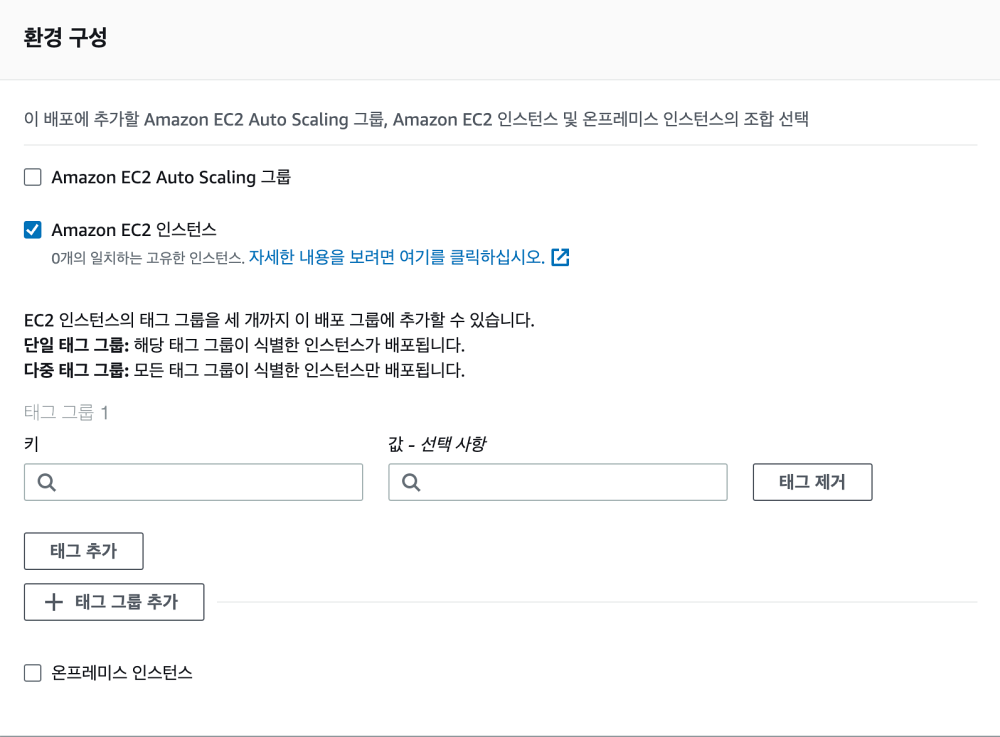 환경 구성
이 배포에 추가할 Amazon EC2 Auto Scaling 그룹, Amazon EC2 인스턴스 및 온프레미스 인스턴스의 조합 선택
Amazon EC2 Auto Scaling 그룹
Amazon EC2 인스턴스
0개의 일치하는 고유한 인스턴스. 자세한 내용을 보려면 여기를 클릭하십시오.
EC2 인스턴스의 태그 그룹을 세 개까지 이 배포 그룹에 추가할 수 있습니다.
단일 태그 그룹: 해당 태그 그룹이 식별한 인스턴스가 배포됩니다.
다중 태그 그룹: 모든 태그 그룹이 식별한 인스턴스만 배포됩니다.
태그 그룹 1
키 값 - 선택 사항
태그 제거
태그 추가
태그 그룹 추가
온프레미스 인스턴스